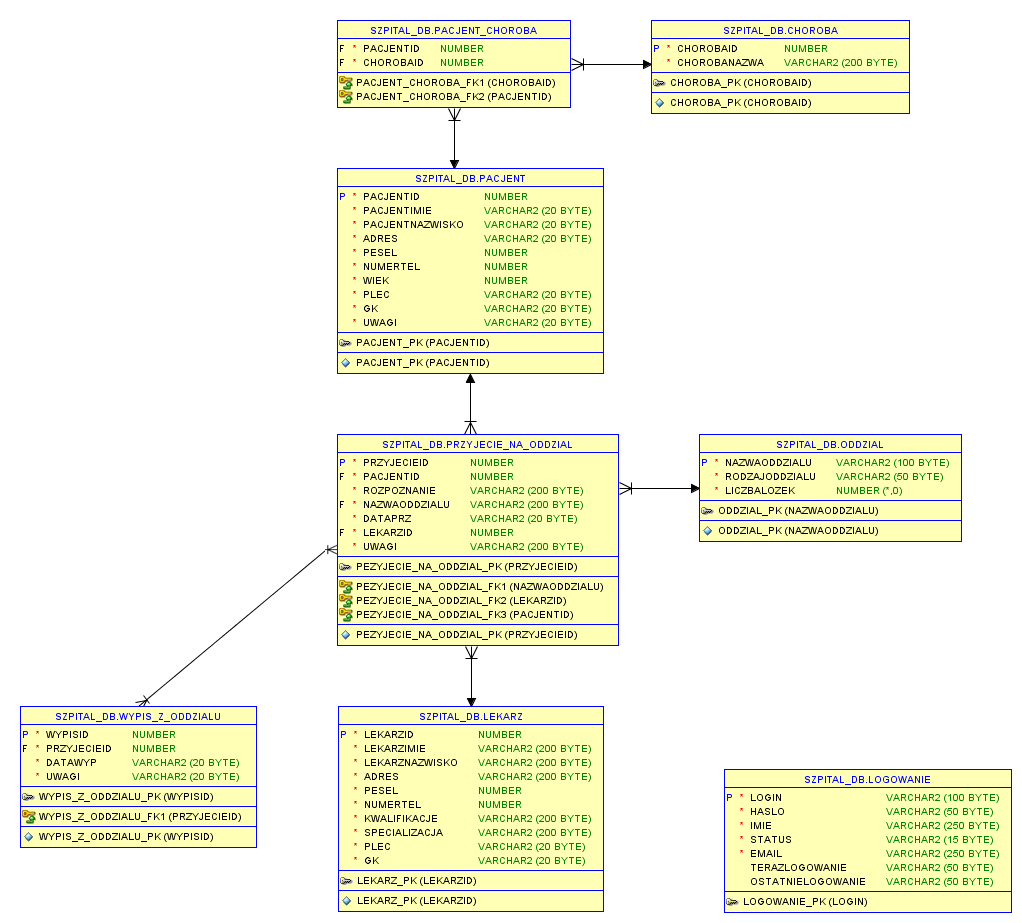 SZPITAL_DB.PACJENT_CHOROBA
F * PACJENTID NUMBER
F * CHOROBAID NUMBER
PACJENT_CHOROBA_FK1 (CHOROBAID)
PACJENT_CHOROBA_FK2 (PACJENTID)
SZPITAL_DB.CHOROBA
P * CHOROBAID NUMBER
* CHOROBANAZWA VARCHAR2 (200 BYTE)
CHOROBA_PK (CHOROBAID)
CHOROBA_PK (CHOROBAID)
SZPITAL_DB.PACJENT
P * PACJENTID NUMBER
* PACJENTIMIE VARCHAR2 (20 BYTE)
* PACJENTNAZWISKO VARCHAR2 (20 BYTE)
* ADRES VARCHAR2 (20 BYTE)
* PESEL NUMBER
* NUMERTEL NUMBER
* WIEK NUMBER
* PLEC VARCHAR2 (20 BYTE)
* GK VARCHAR2 (20 BYTE)
* UWAGI VARCHAR2 (20 BYTE)
PACJENT_PK (PACJENTID)
PACJENT_PK (PACJENTID)
SZPITAL_DB.PRZYJECIE_NA_ODDZIAL
P * PRZYJECIEID NUMBER
F * PACJENTID NUMBER
* ROZPOZNANIE VARCHAR2 (200 BYTE)
F * NAZWAODDZIALU VARCHAR2 (200 BYTE)
* DATAPRZ VARCHAR2 (20 BYTE)
F * LEKARZID NUMBER
* UWAGI VARCHAR2 (200 BYTE)
PEZYJECIE_NA_ODDZIAL_PK (PRZYJECIEID)
PEZYJECIE_NA_ODDZIAL_FK1 (NAZWAODDZIALU)
PEZYJECIE_NA_ODDZIAL_FK2 (LEKARZID)
PEZYJECIE_NA_ODDZIAL_FK3 (PACJENTID)
PEZYJECIE_NA_ODDZIAL_PK (PRZYJECIEID)
SZPITAL_DB.ODDZIAL
P * NAZWAODDZIALU VARCHAR2 (100 BYTE)
* RODZAJODDZIALU VARCHAR2 (50 BYTE)
* LICZBALOZEK NUMBER (*,0)
ODDZIAL_PK (NAZWAODDZIALU)
ODDZIAL_PK (NAZWAODDZIALU)
SZPITAL_DB.WYPIS_Z_ODDZIALU
P * WYPISID NUMBER
F * PRZYJECIEID NUMBER
* DATAWYP VARCHAR2 (20 BYTE)
* UWAGI VARCHAR2 (20 BYTE)
WYPIS_Z_ODDZIALU_PK (WYPISID)
WYPIS_Z_ODDZIALU_FK1 (PRZYJECIEID)
WYPIS_Z_ODDZIALU_PK (WYPISID)
SZPITAL_DB.LEKARZ
P * LEKARZID NUMBER
* LEKARZIMIE VARCHAR2 (200 BYTE)
* LEKARZNAZWISKO VARCHAR2 (200 BYTE)
* ADRES VARCHAR2 (200 BYTE)
* PESEL NUMBER
* NUMERTEL NUMBER
* KWALIFIKACJE VARCHAR2 (200 BYTE)
* SPECIALIZACJA VARCHAR2 (200 BYTE)
* PLEC VARCHAR2 (20 BYTE)
* GK VARCHAR2 (20 BYTE)
LEKARZ_PK (LEKARZID)
LEKARZ_PK (LEKARZID)
SZPITAL_DB.LOGOWANIE
P * LOGIN VARCHAR2 (100 BYTE)
* HASLO VARCHAR2 (50 BYTE)
* IMIE VARCHAR2 (250 BYTE)
* STATUS VARCHAR2 (15 BYTE)
* EMAIL VARCHAR2 (250 BYTE)
TERAZLOGOWANIE VARCHAR2 (50 BYTE)
OSTATNIELOGOWANIE VARCHAR2 (50 BYTE)
LOGOWANIE_PK (LOGIN)